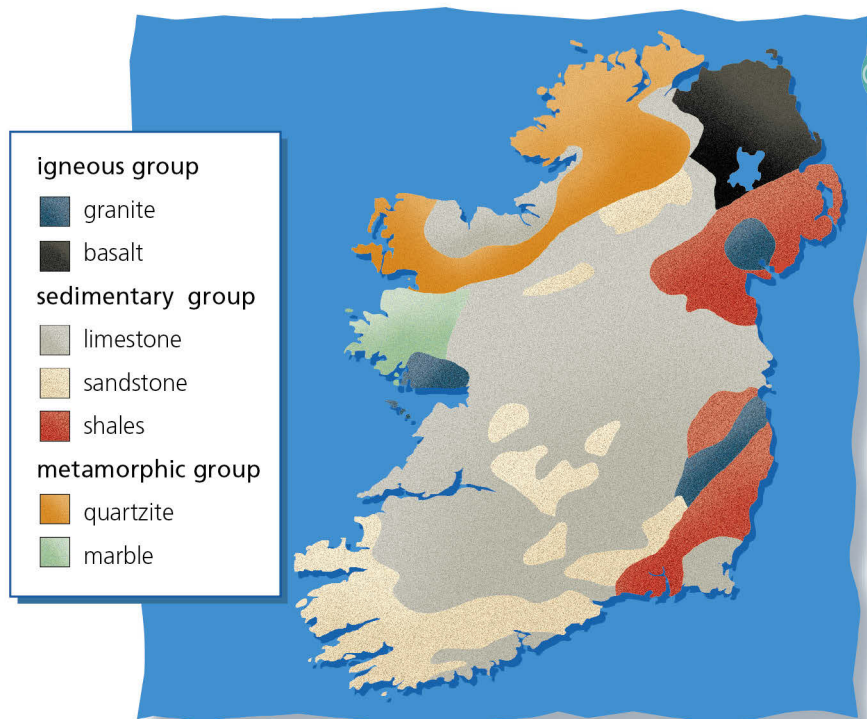 igneous group
granite
basalt
sedimentary group
limestone
sandstone
shales
metamorphic group
quartzite
marble